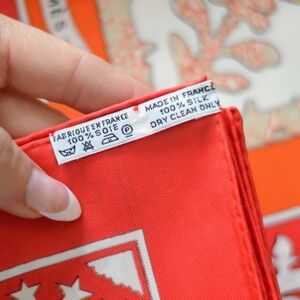 FABRIQUE EN FRANCE
100% SOIE
MADE IN FRANCE
100% SILK
DRY CLEAN ONLY